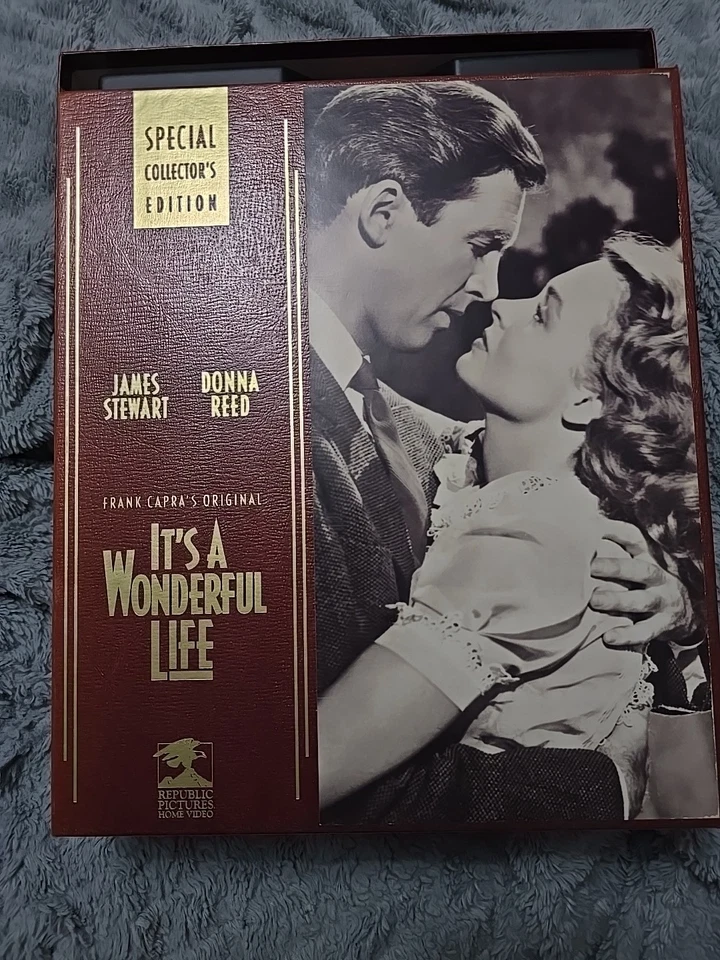 SPECIAL
COLLECTOR'S
EDITION
JAMES
STEWART
DONNA
REED
FRANK CAPRA'S ORIGINAL
IT'S A
WONDERFUL
LIFE
REPUBLIC
PICTURES
HOME VIDEO